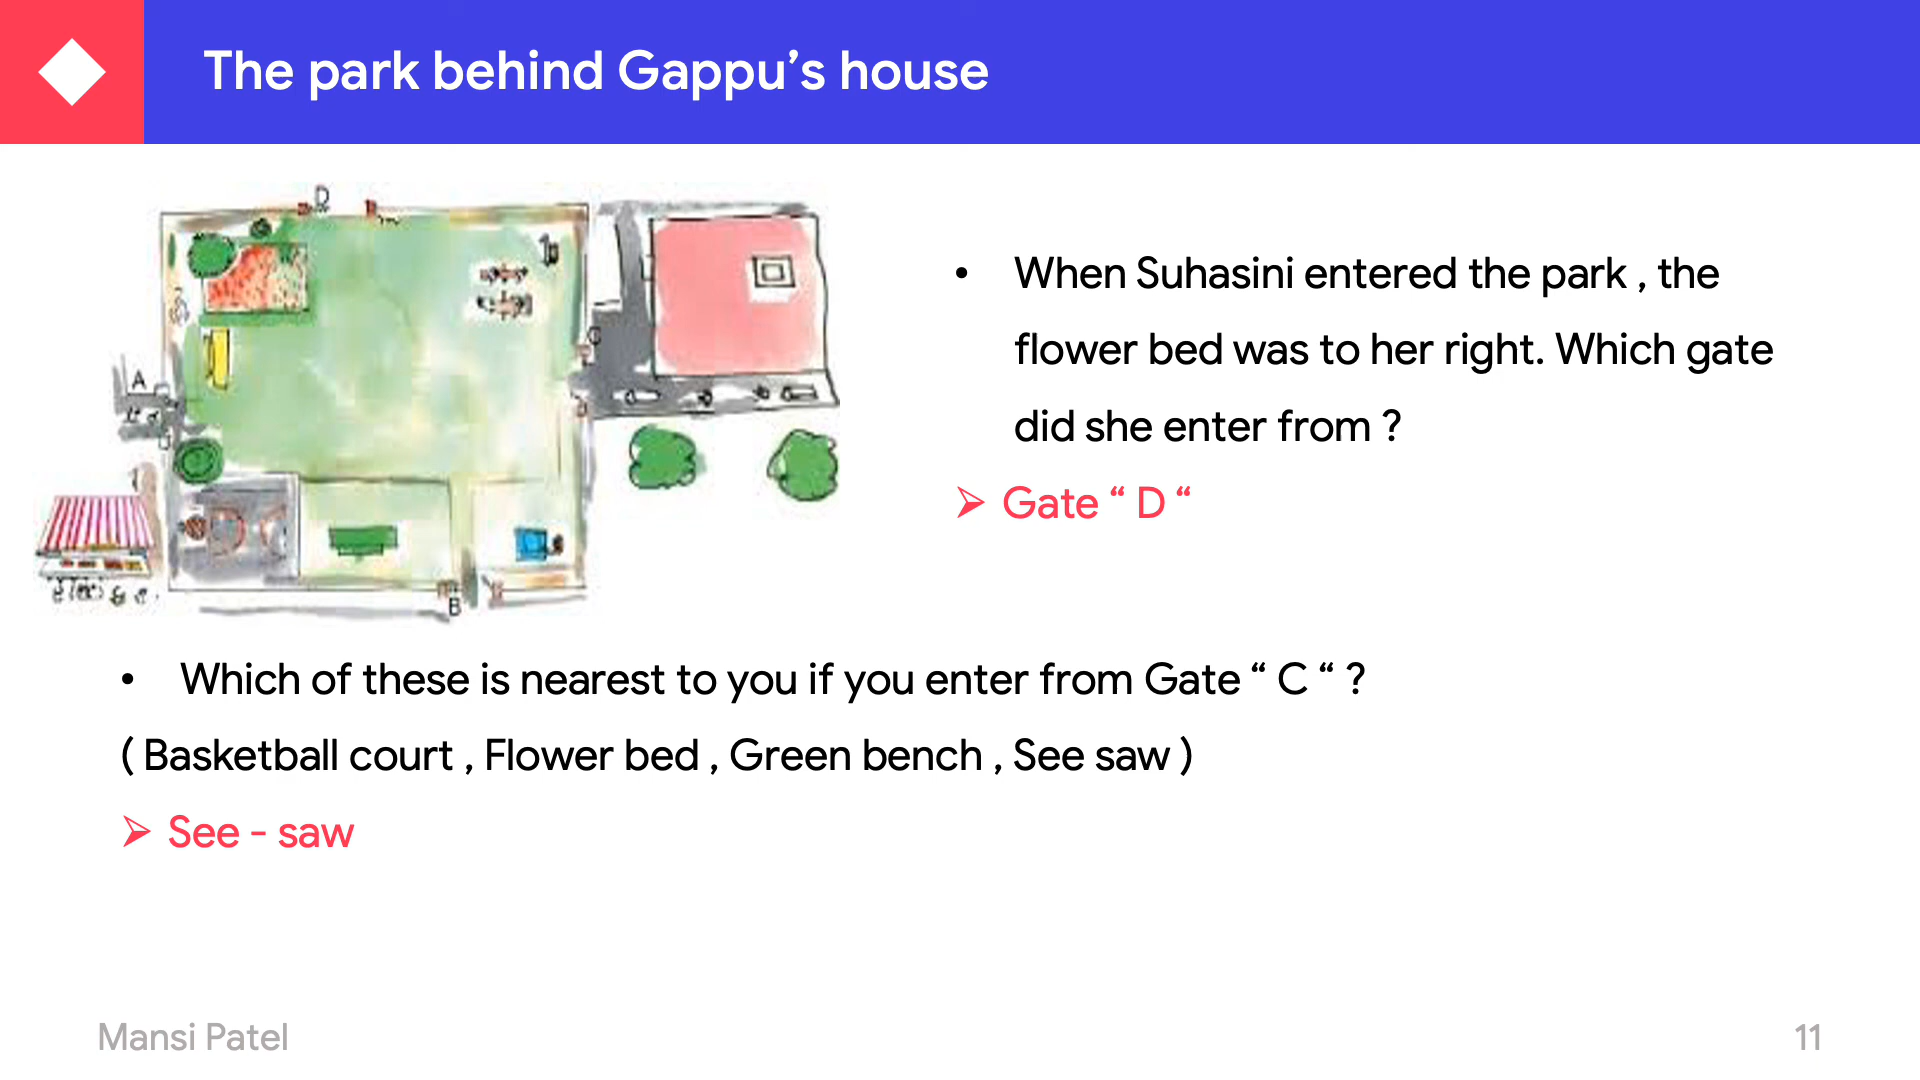 The park behind Gappu’s house
D
C
A
B
• When Suhasini entered the park , the
flower bed was to her right. Which gate
did she enter from ?
➢ Gate “ D “
• Which of these is nearest to you if you enter from Gate “ C “ ?
( Basketball court , Flower bed , Green bench , See saw )
➢ See - saw
Mansi Patel
11